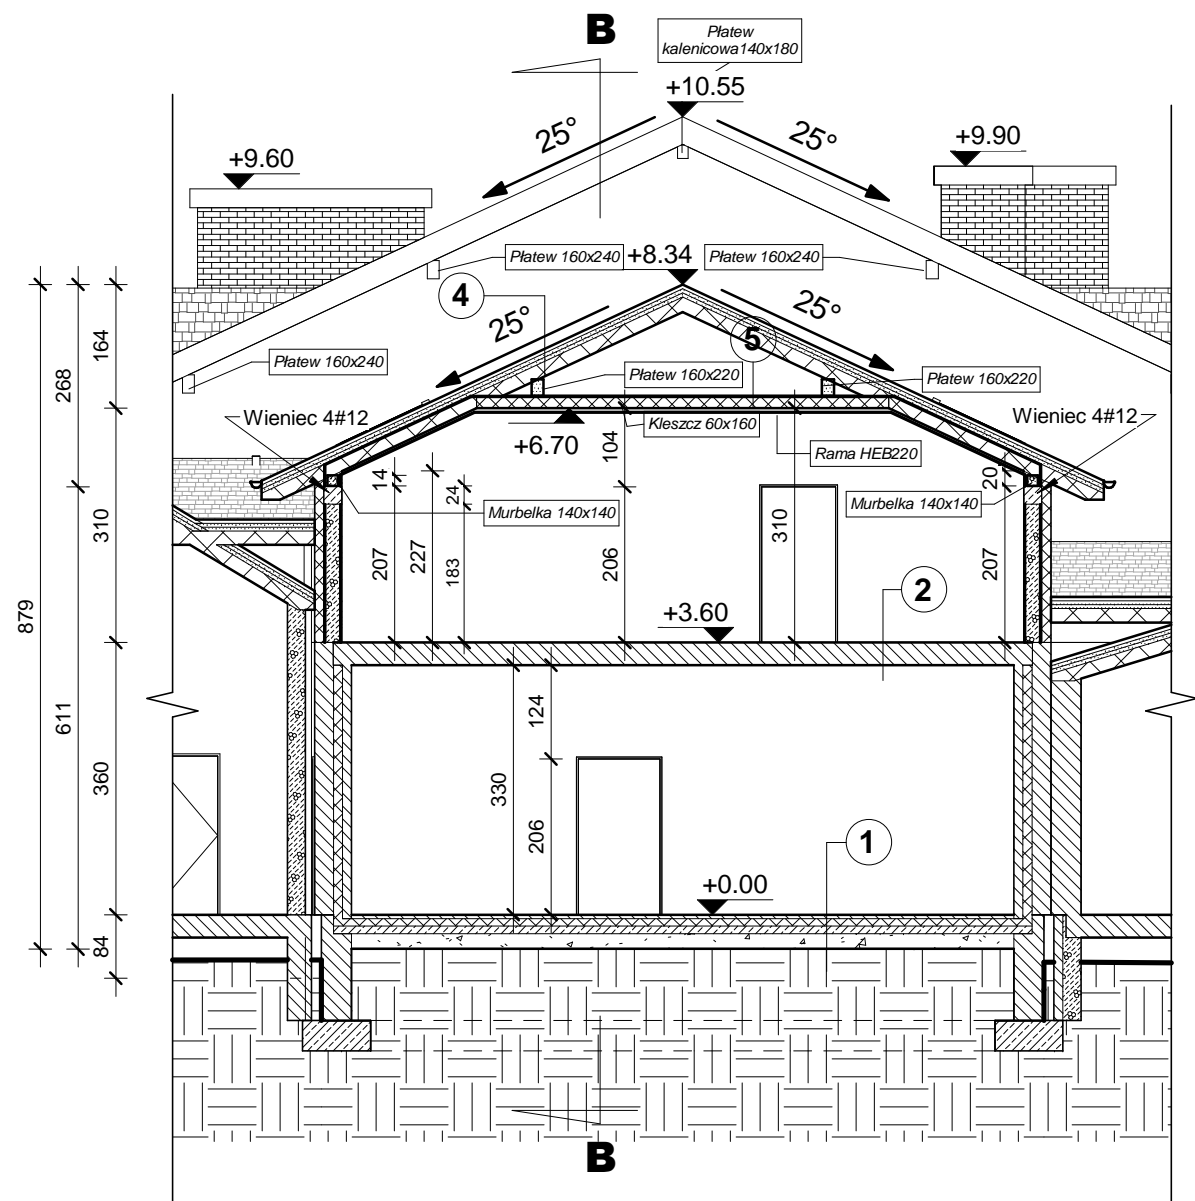 B
Płatew
kalenicowa140x180
+10.55
25°
25°
+9.60
+9.90
Płatew 160x240
+8.34
Płatew 160x240
4
25°
25°
5
164
268
Płatew 160x240
Płatew 160x220
Płatew 160x220
Wieniec 4#12
Wieniec 4#12
+6.70
Kleszcz 60x160
104
Rama HEB220
14
24
20
Murbelka 140x140
Murbelka 140x140
310
207
227
183
206
310
207
2
+3.60
879
611
360
124
330
206
1
+0.00
84
B